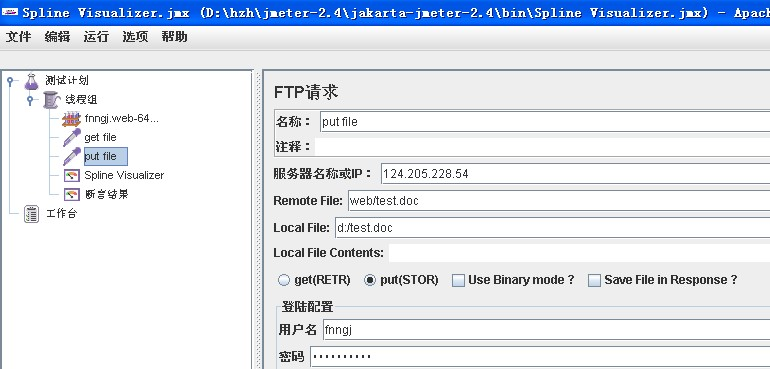 Spline Visualizer.jmx (D:\hzh\jmeter-2.4\jakarta-jmeter-2.4\bin\Spline Visualizer.jmx) - Apach
文件 编辑 运行 选项 帮助
测试计划
线程组
fnngj.web-64...
get file
put file
Spline Visualizer
断言结果
工作台
FTP请求
名称： put file
注释：
服务器名称或IP： 124.205.228.54
Remote File: web/test.doc
Local File: d:/test.doc
Local File Contents:
get(RETR) put(STOR) Use Binary mode ? Save File in Response ?
登陆配置
用户名 fnngj
密码 ••••••••••